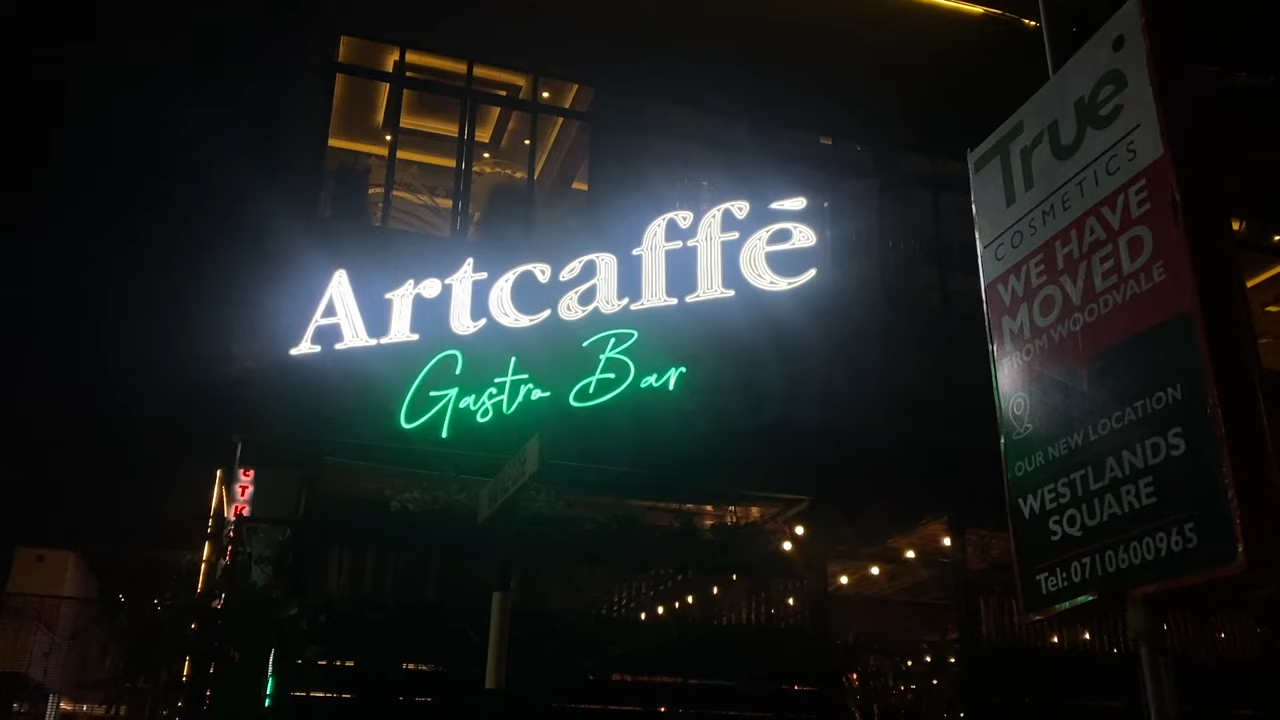 Artcaffé
Gastro Bar
True
COSMETICS
WE HAVE
MOVED
FROM WOODVALE
OUR NEW LOCATION
WESTLANDS
SQUARE
Tel: 0710600965